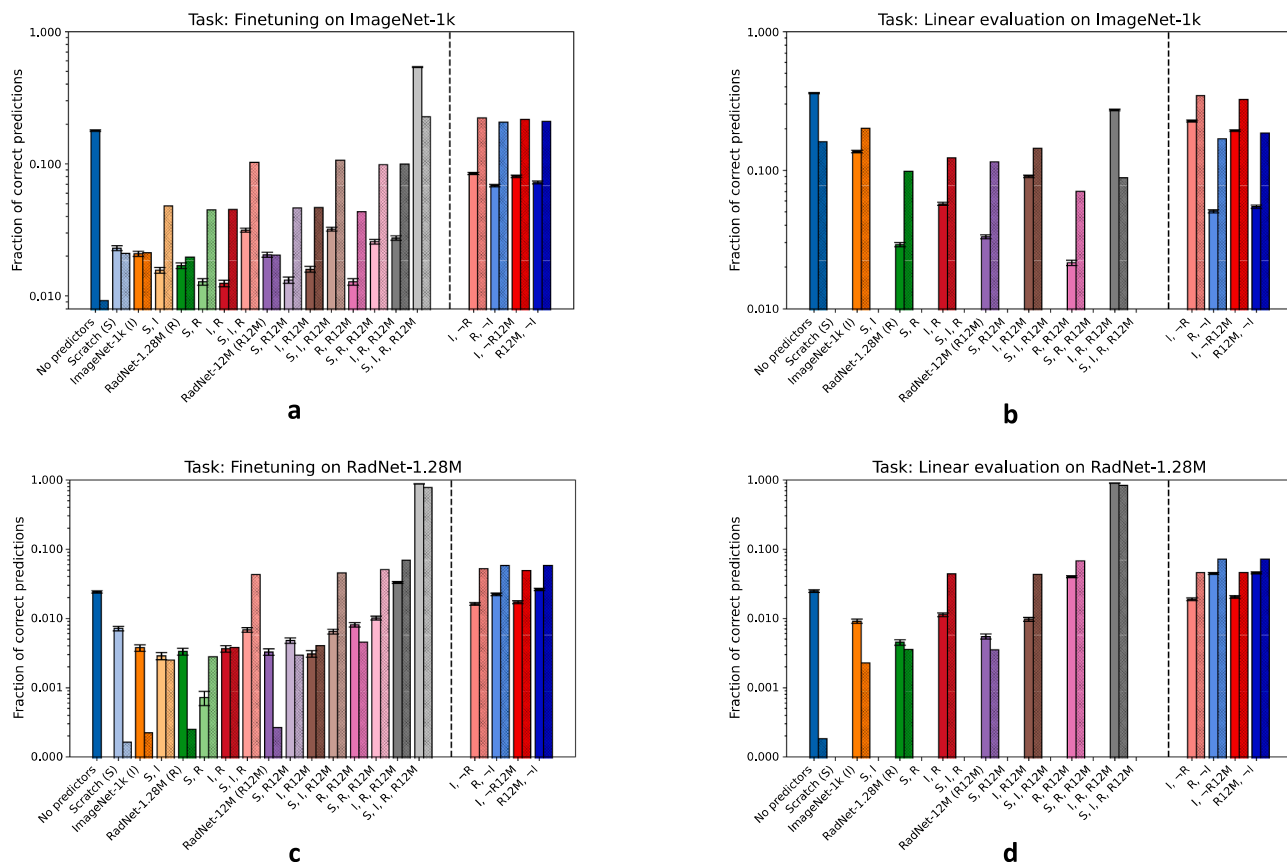 Task: Finetuning on ImageNet-1k
Fraction of correct predictions
1.000
0.100
0.010
No predictors
Scratch (S)
ImageNet-1k (I)
S, I
RadNet-1.28M (R)
S, R
I, R
S, I, R
RadNet-12M (R12M)
S, R12M
I, R12M
S, I, R12M
R, R12M
S, R, R12M
I, R, R12M
S, I, R, R12M
I, ¬R
R, ¬I
I, ¬R12M
R12M, ¬I
a
Task: Linear evaluation on ImageNet-1k
Fraction of correct predictions
1.000
0.100
0.010
No predictors
Scratch (S)
ImageNet-1k (I)
S, I
RadNet-1.28M (R)
S, R
I, R
S, I, R
RadNet-12M (R12M)
S, R12M
I, R12M
S, I, R12M
R, R12M
S, R, R12M
I, R, R12M
S, I, R, R12M
I, ¬R
R, ¬I
I, ¬R12M
R12M, ¬I
b
Task: Finetuning on RadNet-1.28M
Fraction of correct predictions
1.000
0.100
0.010
0.001
0.000
No predictors
Scratch (S)
ImageNet-1k (I)
S, I
RadNet-1.28M (R)
S, R
I, R
S, I, R
RadNet-12M (R12M)
S, R12M
I, R12M
S, I, R12M
R, R12M
S, R, R12M
I, R, R12M
S, I, R, R12M
I, ¬R
R, ¬I
I, ¬R12M
R12M, ¬I
c
Task: Linear evaluation on RadNet-1.28M
Fraction of correct predictions
1.000
0.100
0.010
0.001
0.000
No predictors
Scratch (S)
ImageNet-1k (I)
S, I
RadNet-1.28M (R)
S, R
I, R
S, I, R
RadNet-12M (R12M)
S, R12M
I, R12M
S, I, R12M
R, R12M
S, R, R12M
I, R, R12M
S, I, R, R12M
I, ¬R
R, ¬I
I, ¬R12M
R12M, ¬I
d